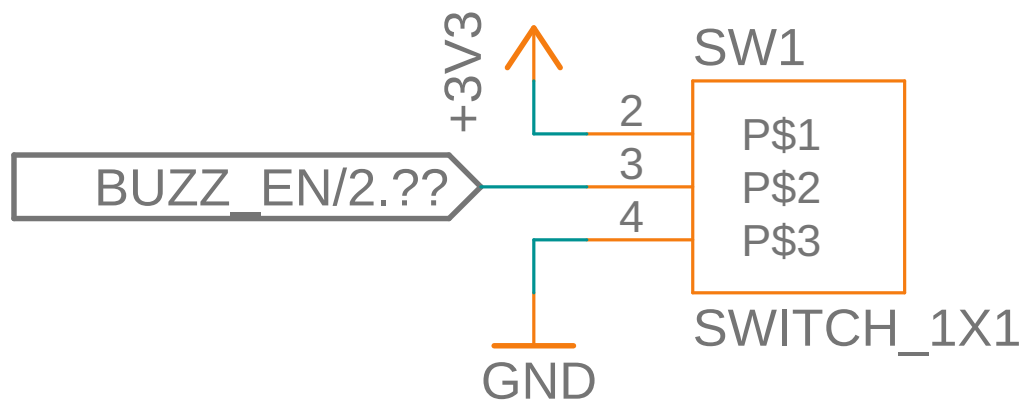 +3V3
SW1
2
P$1
BUZZ_EN/2.??
3
P$2
4
P$3
SWITCH_1X1
GND